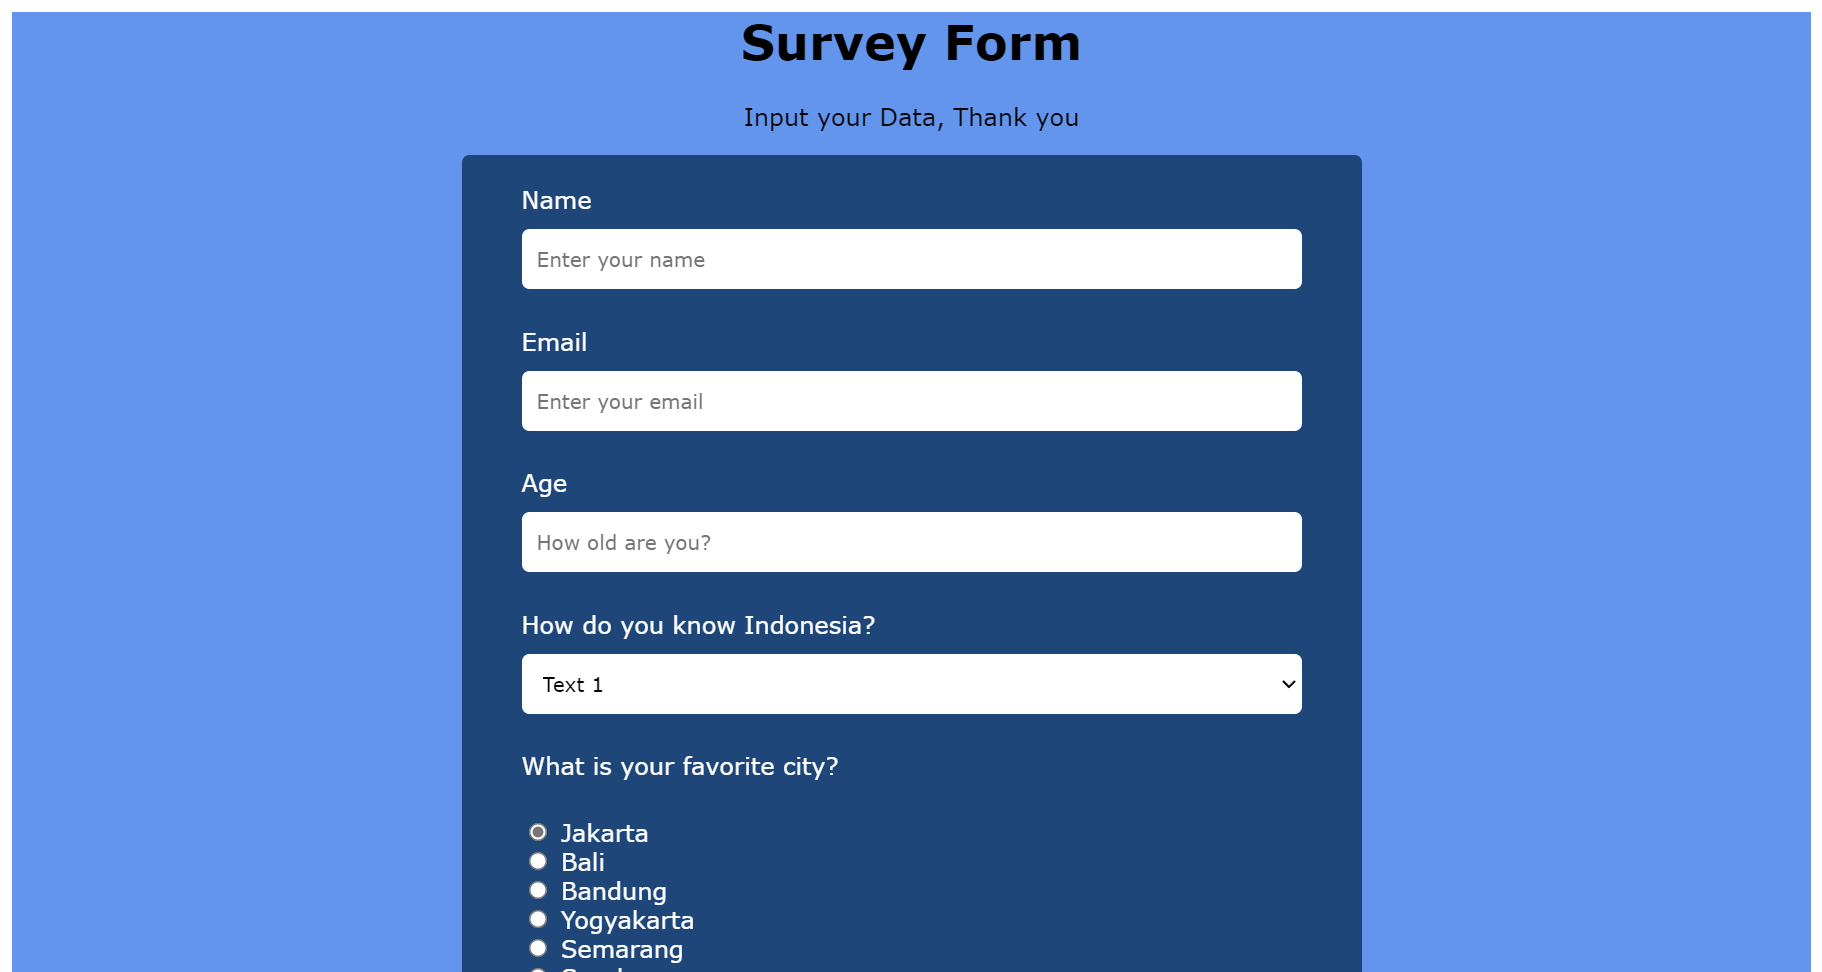 Survey Form
Input your Data, Thank you
Name
Enter your name
Email
Enter your email
Age
How old are you?
How do you know Indonesia?
Text 1
What is your favorite city?
Jakarta
Bali
Bandung
Yogyakarta
Semarang